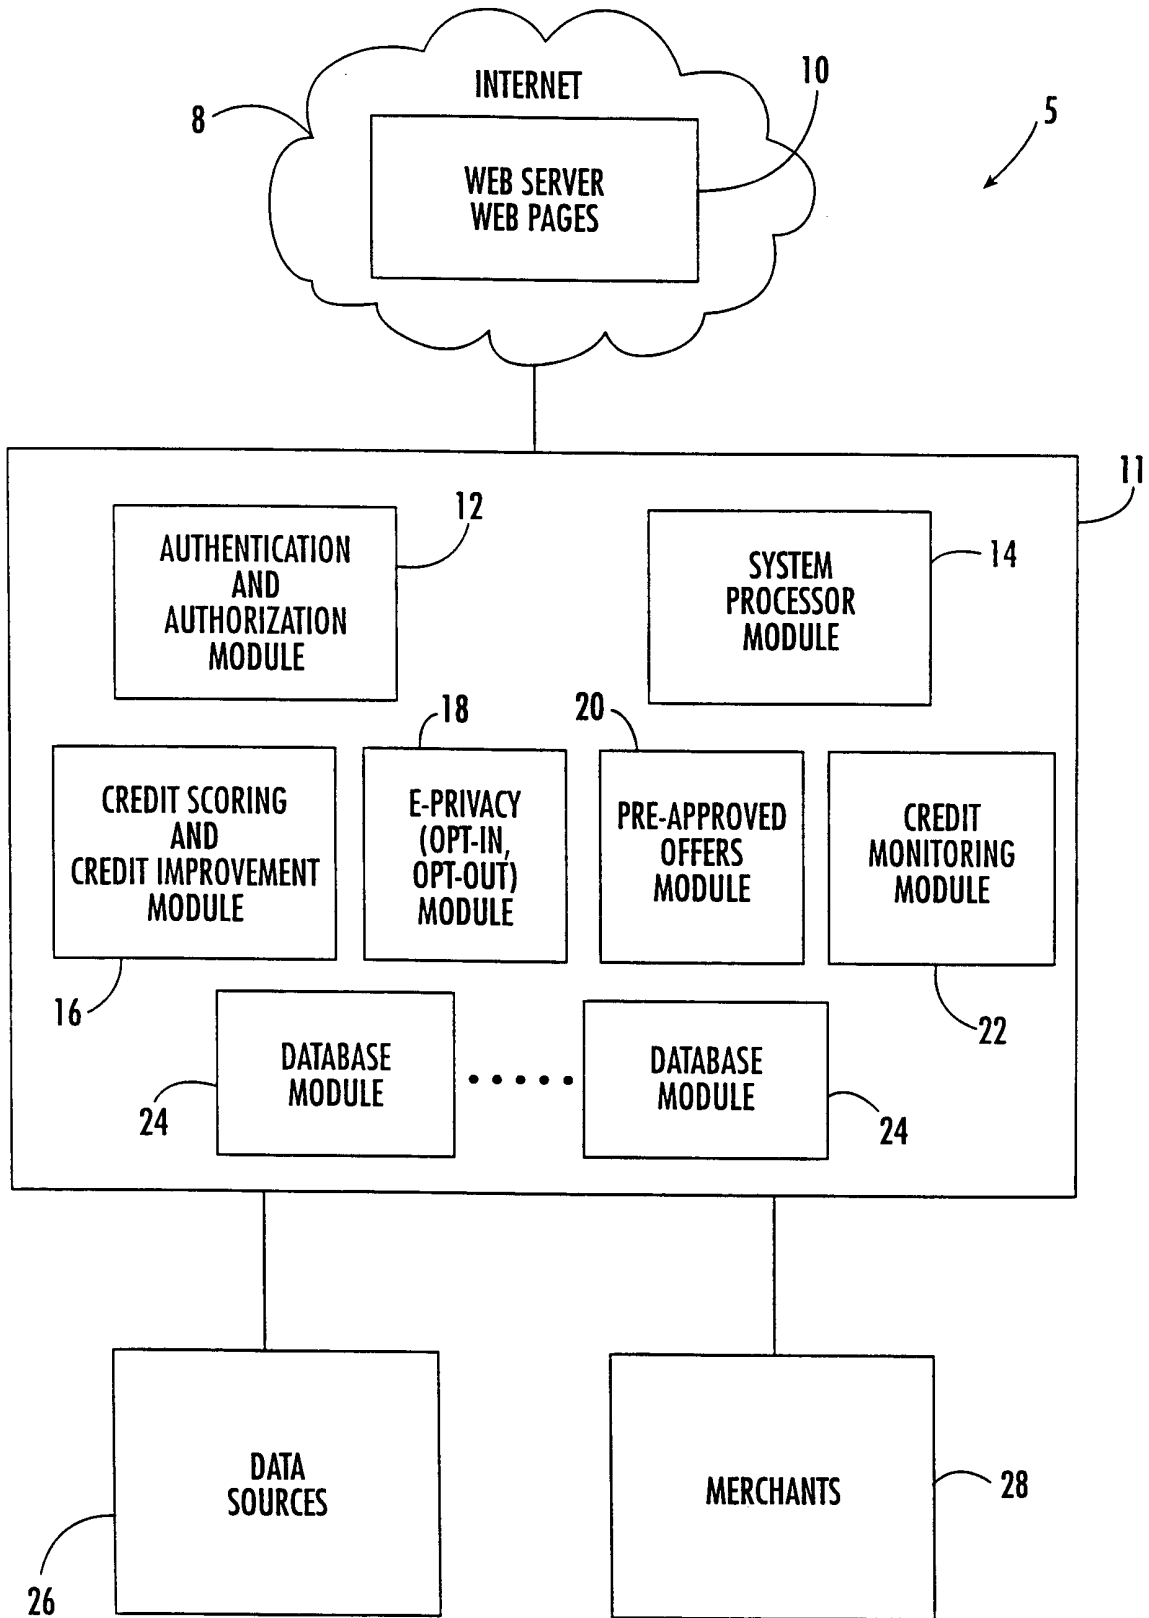 INTERNET
10
8
5
WEB SERVER
WEB PAGES
11
12
AUTHENTICATION
AND
AUTHORIZATION
MODULE
14
SYSTEM
PROCESSOR
MODULE
18
20
CREDIT SCORING
AND
CREDIT IMPROVEMENT
MODULE
E-PRIVACY
(OPT-IN,
OPT-OUT)
MODULE
PRE-APPROVED
OFFERS
MODULE
CREDIT
MONITORING
MODULE
16
22
DATABASE
MODULE
DATABASE
MODULE
24
24
DATA
SOURCES
MERCHANTS
28
26